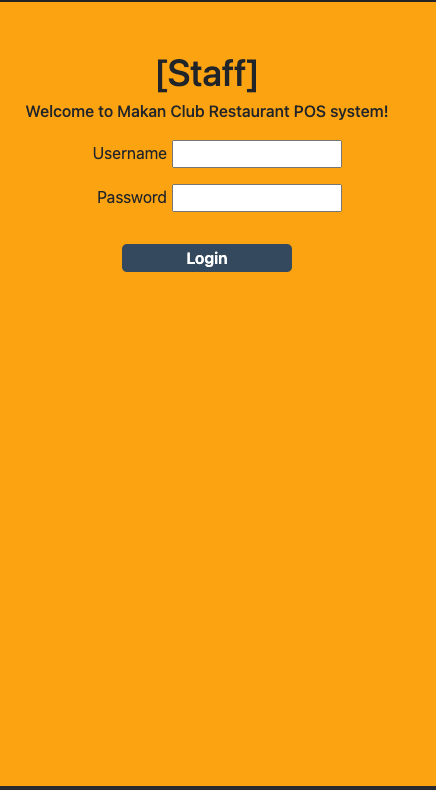 [Staff]
Welcome to Makan Club Restaurant POS system!
Username
Password
Login